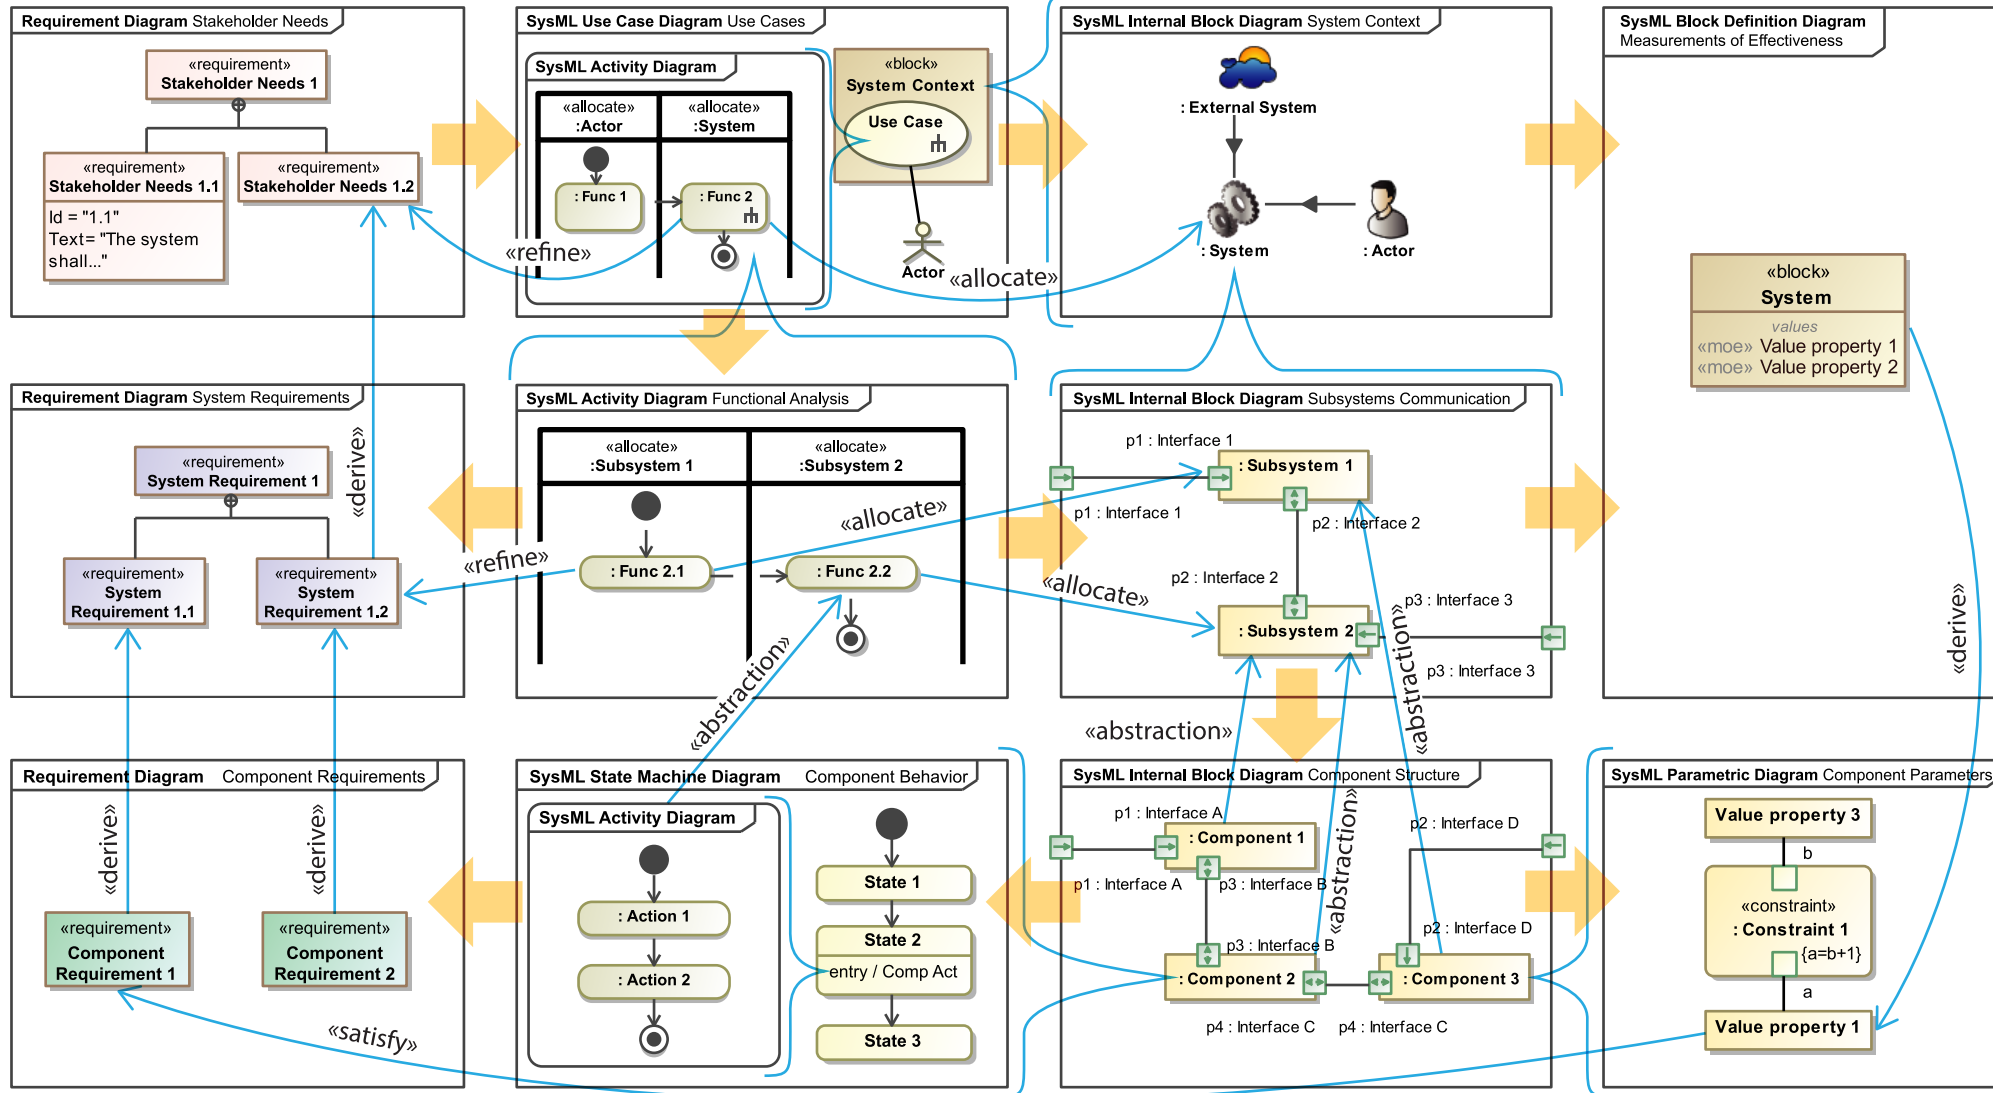 Requirement Diagram Stakeholder Needs
«requirement»
Stakeholder Needs 1
«requirement»
Stakeholder Needs 1.1
Id = "1.1"
Text= "The system
shall..."
«requirement»
Stakeholder Needs 1.2
«refine»
SysML Use Case Diagram Use Cases
SysML Activity Diagram
«allocate»
:Actor
«allocate»
:System
: Func 1
: Func 2
«block»
System Context
Use Case
Actor
«allocate»
SysML Internal Block Diagram System Context
: External System
: System
: Actor
SysML Block Definition Diagram
Measurements of Effectiveness
«block»
System
values
«moe» Value property 1
«moe» Value property 2
«derive»
Requirement Diagram System Requirements
«derive»
«requirement»
System Requirement 1
«requirement»
System
Requirement 1.1
«requirement»
System
Requirement 1.2
«refine»
SysML Activity Diagram Functional Analysis
«allocate»
:Subsystem 1
«allocate»
:Subsystem 2
: Func 2.1
: Func 2.2
«allocate»
«allocate»
«abstraction»
SysML Internal Block Diagram Subsystems Communication
p1 : Interface 1
: Subsystem 1
p1 : Interface 1
p2 : Interface 2
p2 : Interface 2
p3 : Interface 3
: Subsystem 2
p3 : Interface 3
«abstraction»
«abstraction»
«abstraction»
Requirement Diagram Component Requirements
«derive»
«derive»
«requirement»
Component
Requirement 1
«requirement»
Component
Requirement 2
«satisfy»
SysML State Machine Diagram Component Behavior
SysML Activity Diagram
: Action 1
: Action 2
State 1
State 2
entry / Comp Act
State 3
SysML Internal Block Diagram Component Structure
p1 : Interface A
: Component 1
p1 : Interface A
p3 : Interface B
p2 : Interface D
p2 : Interface D
p3 : Interface B
: Component 2
: Component 3
p4 : Interface C
p4 : Interface C
SysML Parametric Diagram Component Parameters
Value property 3
b
«constraint»
: Constraint 1
{a=b+1}
a
Value property 1